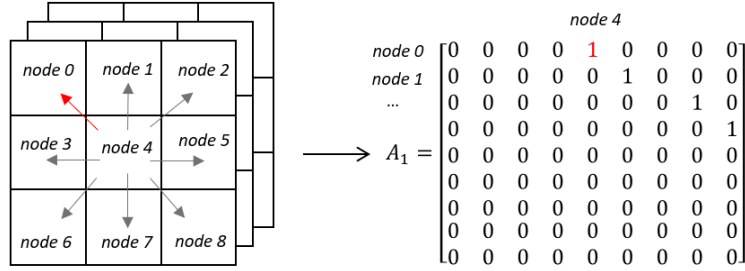 node 0 node 1 node 2
node 3 node 4 node 5
node 6 node 7 node 8
node 4
node 0 0 0 0 0 1 0 0 0 0
node 1 0 0 0 0 0 1 0 0 0
... 0 0 0 0 0 0 0 1 0
0 0 0 0 0 0 0 0 1
A₁ = 0 0 0 0 0 0 0 0 0
0 0 0 0 0 0 0 0 0
0 0 0 0 0 0 0 0 0
0 0 0 0 0 0 0 0 0
0 0 0 0 0 0 0 0 0